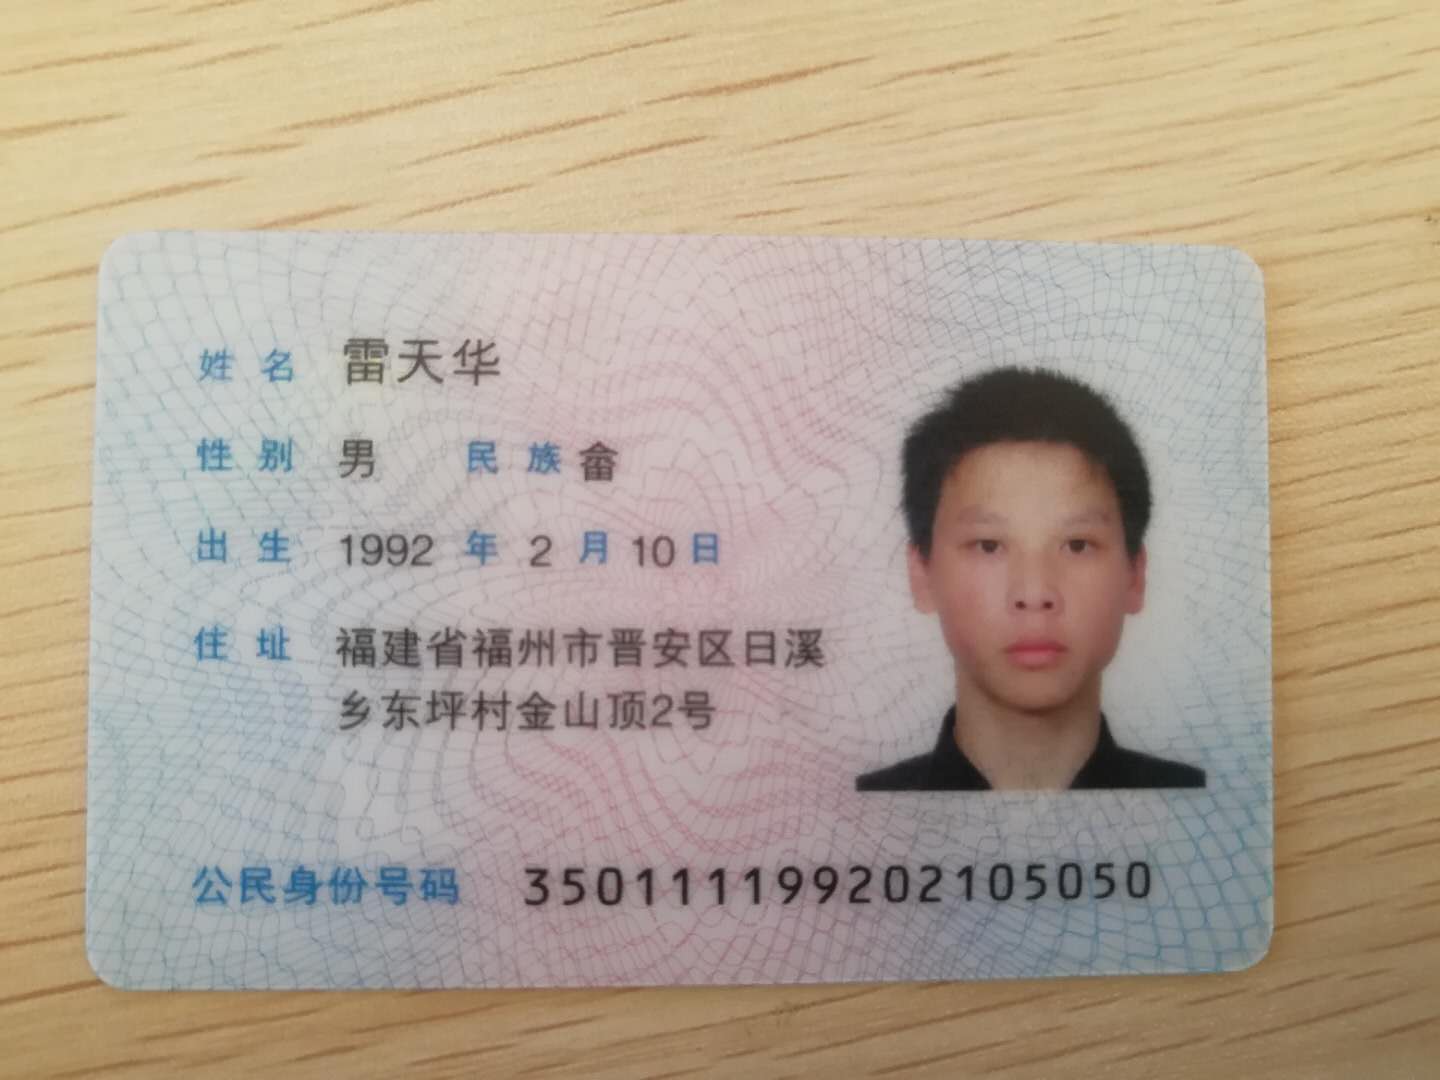 姓名 雷天华
性别 男 民族 畲
出生 1992 年 2 月 10 日
住址 福建省福州市晋安区日溪
乡东坪村金山顶2号
公民身份号码 350111199202105050